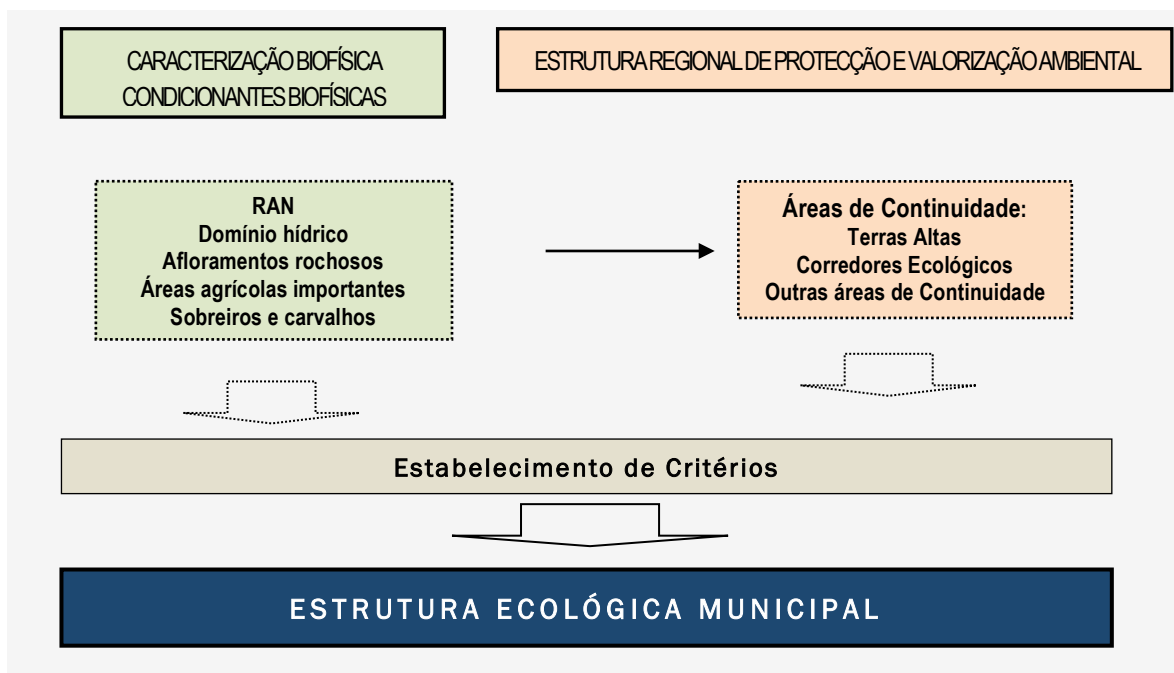 CARACTERIZAÇÃO BIOFÍSICA
CONDICIONANTES BIOFÍSICAS
ESTRUTURA REGIONAL DE PROTECÇÃO E VALORIZAÇÃO AMBIENTAL
RAN
Domínio hídrico
Afloramentos rochosos
Áreas agrícolas importantes
Sobreiros e carvalhos
Áreas de Continuidade:
Terras Altas
Corredores Ecológicos
Outras áreas de Continuidade
Estabelecimento de Critérios
ESTRUTURA ECOLÓGICA MUNICIPAL